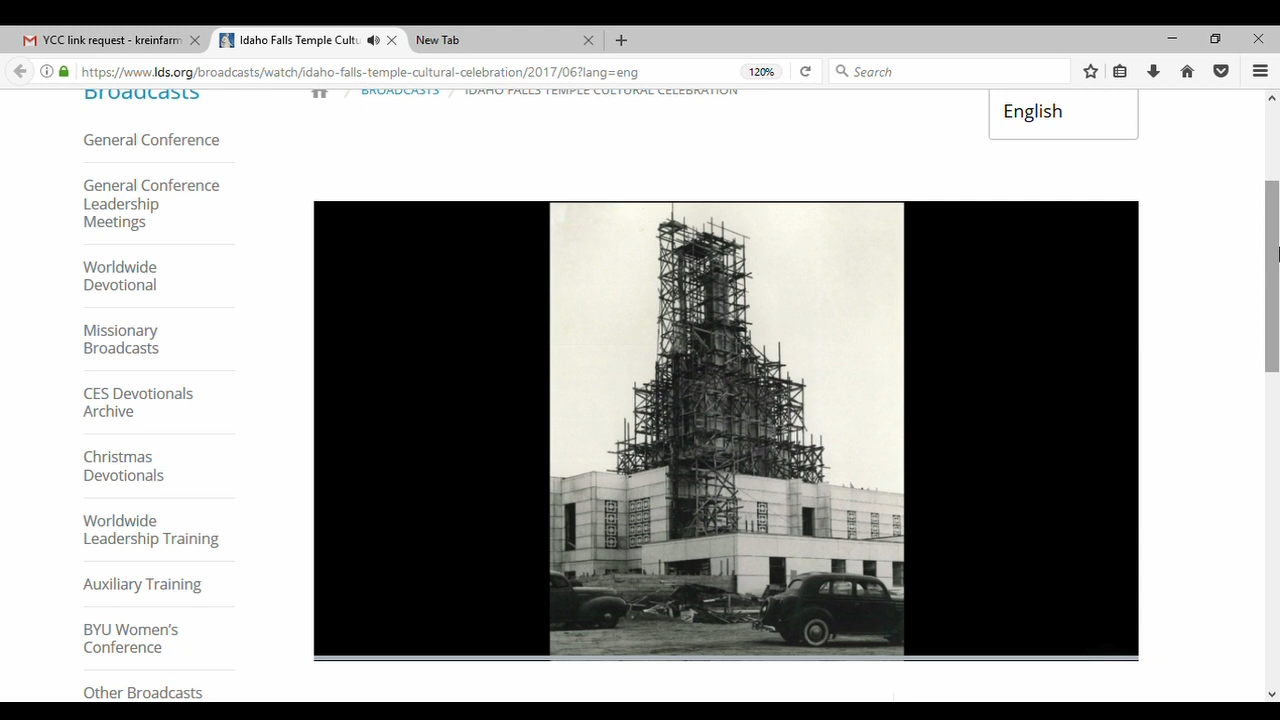 YCC link request - kreinfarm
Idaho Falls Temple Cultu
New Tab
https://www.lds.org/broadcasts/watch/idaho-falls-temple-cultural-celebration/2017/06?lang=eng
120%
Search
Broadcasts
BROADCASTS / IDAHO FALLS TEMPLE CULTURAL CELEBRATION
English
General Conference
General Conference
Leadership
Meetings
Worldwide
Devotional
Missionary
Broadcasts
CES Devotionals
Archive
Christmas
Devotionals
Worldwide
Leadership Training
Auxiliary Training
BYU Women’s
Conference
Other Broadcasts